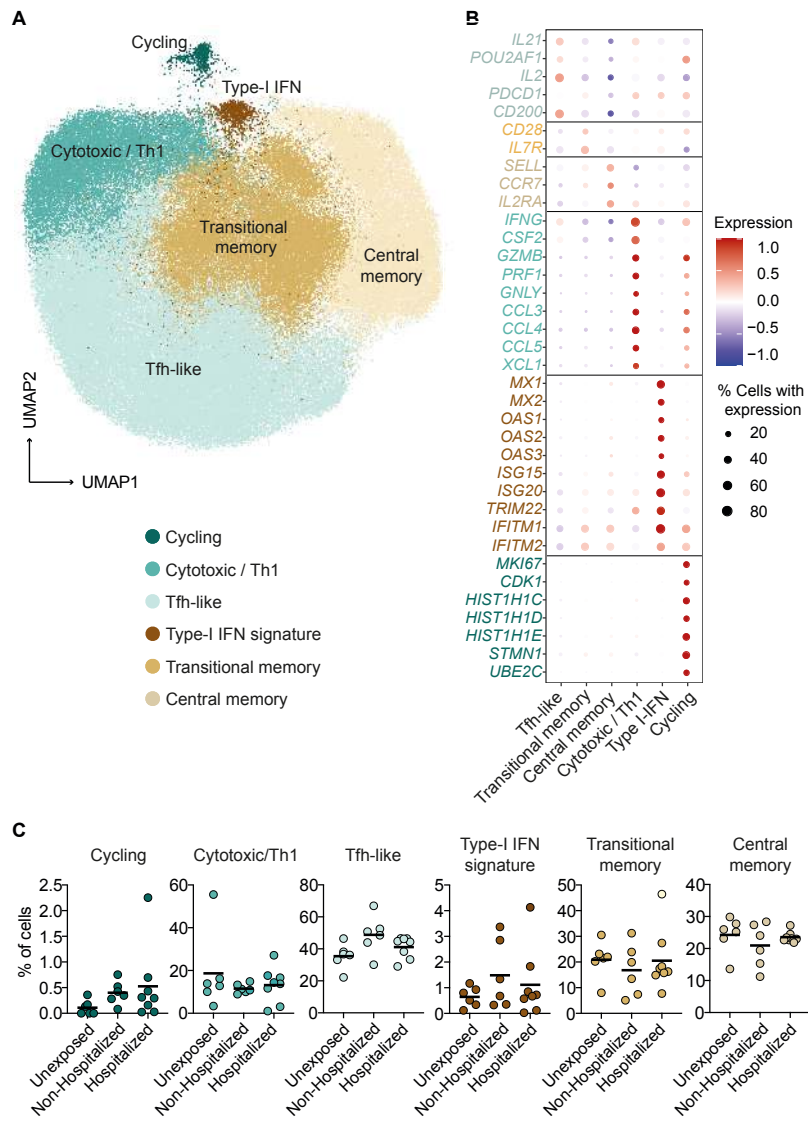 A
Cycling
Type-I IFN
Cytotoxic / Th1
Transitional
memory
Central
memory
Tfh-like
UMAP2
UMAP1
Cycling
Cytotoxic / Th1
Tfh-like
Type-I IFN signature
Transitional memory
Central memory
B
IL21
POU2AF1
IL2
PDCD1
CD200
CD28
IL7R
SELL
CCR7
IL2RA
IFNG
CSF2
GZMB
PRF1
GNLY
CCL3
CCL4
CCL5
XCL1
MX1
MX2
OAS1
OAS2
OAS3
ISG15
ISG20
TRIM22
IFITM1
IFITM2
MKI67
CDK1
HIST1H1C
HIST1H1D
HIST1H1E
STMN1
UBE2C
Tfh-like
Transitional memory
Central memory
Cytotoxic / Th1
Type I-IFN
Cycling
Expression
1.0
0.5
0.0
−0.5
−1.0
% Cells with
expression
20
40
60
80
C
% of cells
Cycling
2.5
2.0
1.5
1.0
0.5
0.0
Unexposed
Non-Hospitalized
Hospitalized
Cytotoxic/Th1
60
40
20
0
Unexposed
Non-Hospitalized
Hospitalized
Tfh-like
80
60
40
20
0
Unexposed
Non-Hospitalized
Hospitalized
Type-I IFN
signature
5
4
3
2
1
0
Unexposed
Non-Hospitalized
Hospitalized
Transitional
memory
50
40
30
20
10
0
Unexposed
Non-Hospitalized
Hospitalized
Central
memory
40
30
20
10
0
Unexposed
Non-Hospitalized
Hospitalized